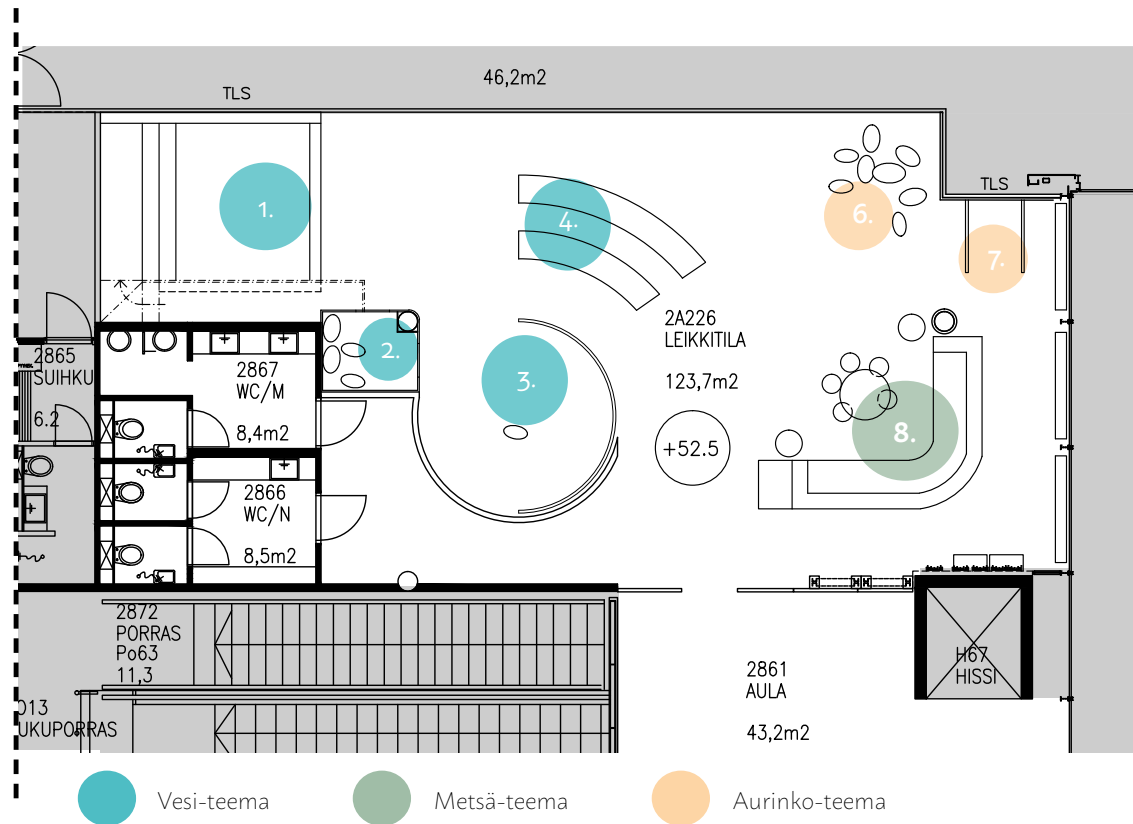 46,2m2
TLS
TLS
1.
4.
6.
7.
2A226
LEIKKITILA
123,7m2
2.
3.
8.
+52.5
2865
SUIHKU
6.2
2867
WC/M
8,4m2
2866
WC/N
8,5m2
2872
PORRAS
Po63
11,3
013
UKUPORRAS
2861
AULA
43,2m2
H67
HISSI
Vesi-teema
Metsä-teema
Aurinko-teema